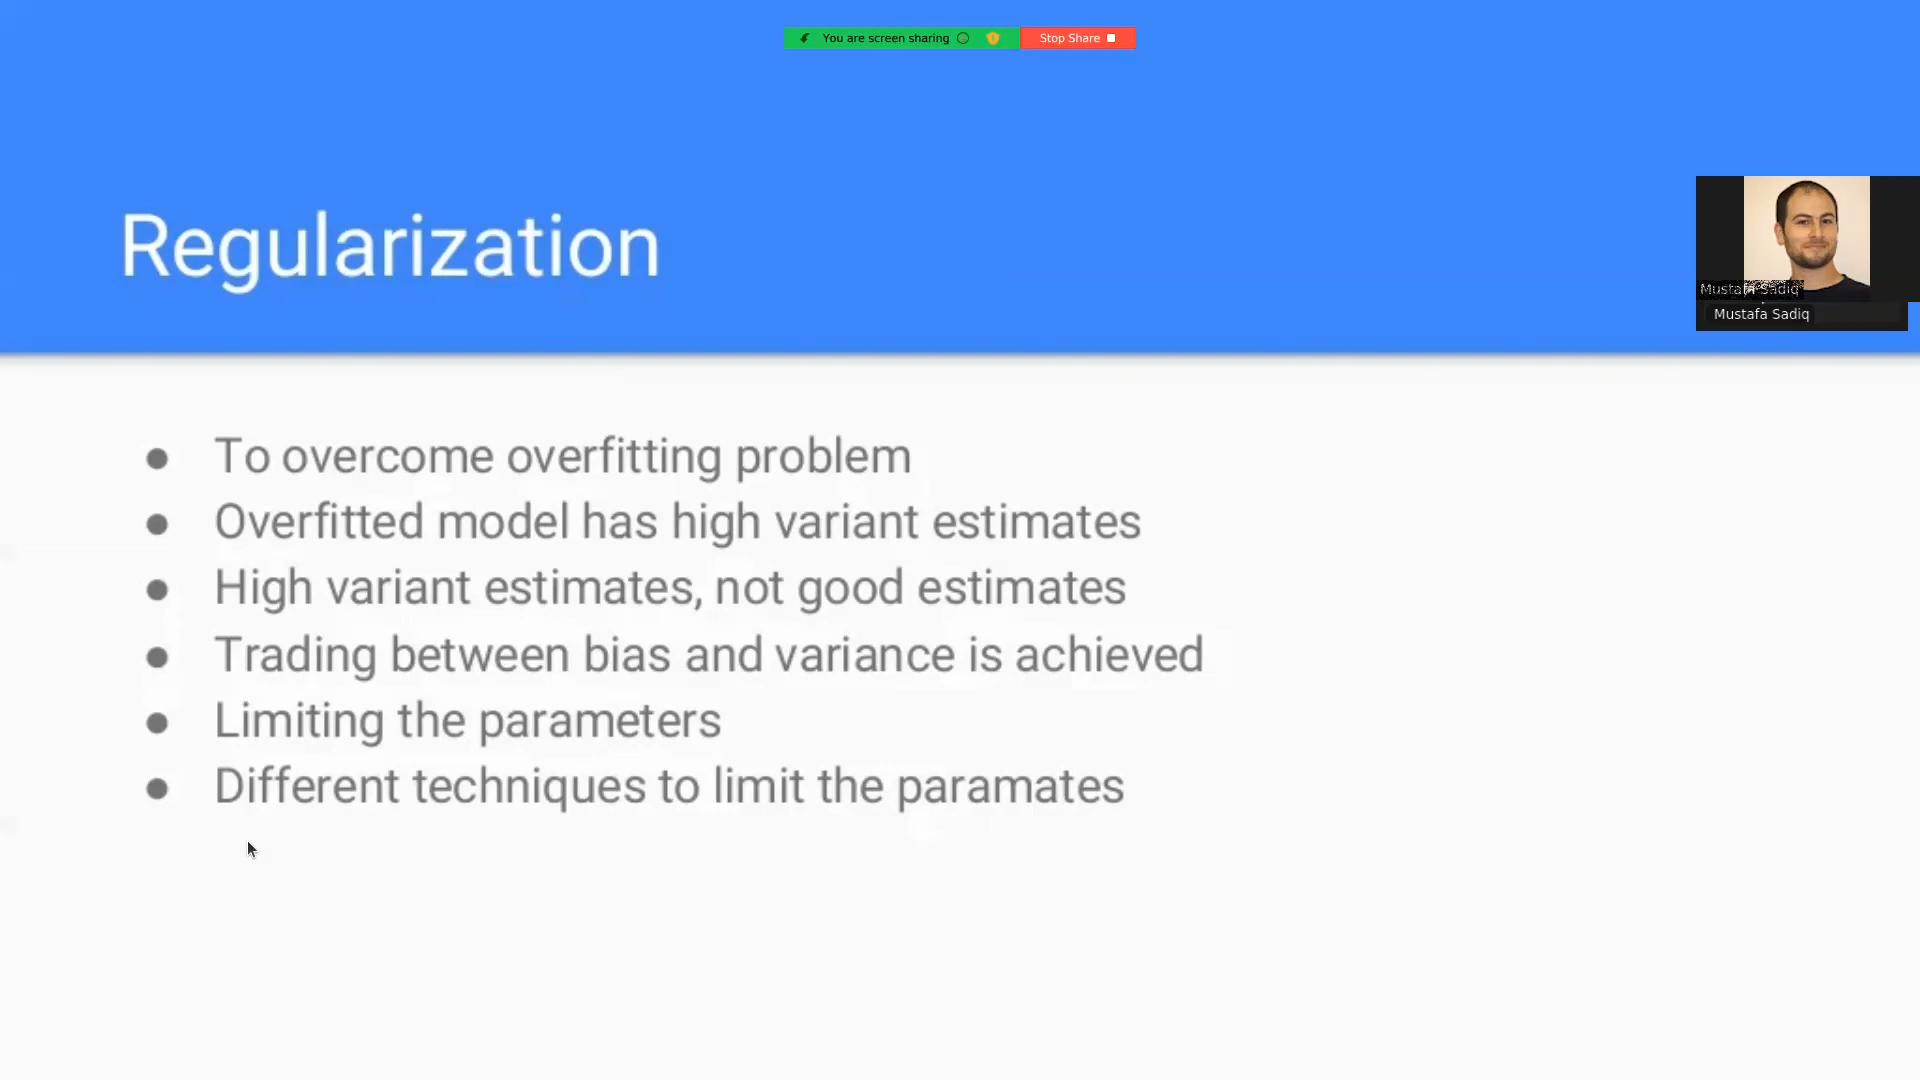 You are screen sharing
Stop Share
Regularization
Mustafa Sadiq
Mustafa Sadiq
To overcome overfitting problem
Overfitted model has high variant estimates
High variant estimates, not good estimates
Trading between bias and variance is achieved
Limiting the parameters
Different techniques to limit the paramates